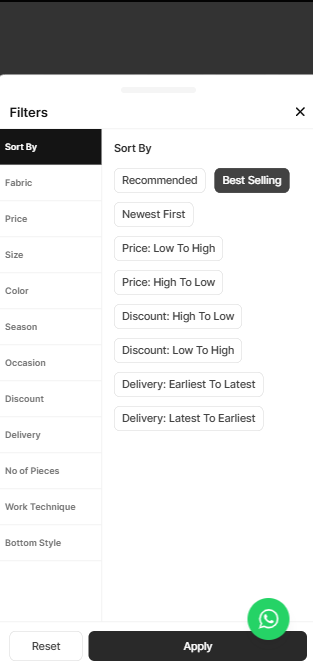 Filters
Sort By
Fabric
Price
Size
Color
Season
Occasion
Discount
Delivery
No of Pieces
Work Technique
Bottom Style
Sort By
Recommended
Best Selling
Newest First
Price: Low To High
Price: High To Low
Discount: High To Low
Discount: Low To High
Delivery: Earliest To Latest
Delivery: Latest To Earliest
Reset
Apply